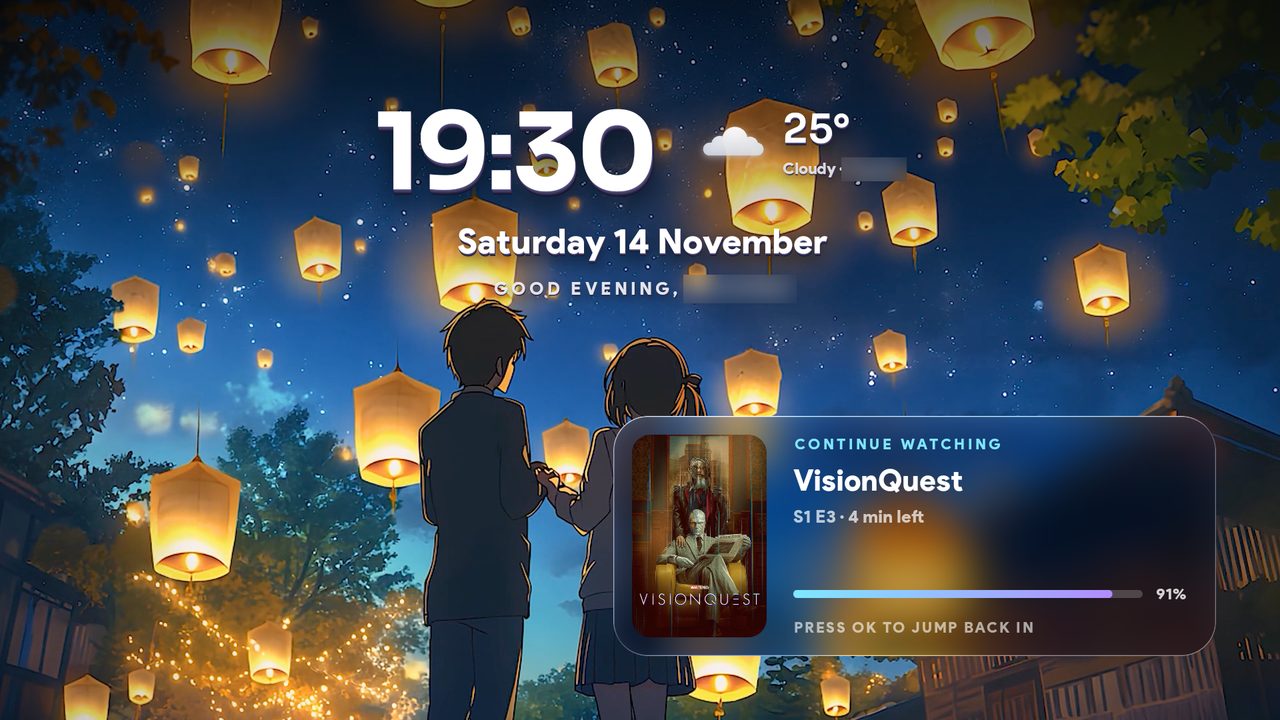 19:30
25°
Cloudy ·
Saturday 14 November
GOOD EVENING,
CONTINUE WATCHING
VisionQuest
S1 E3 · 4 min left
VISIONQUEST
91%
PRESS OK TO JUMP BACK IN